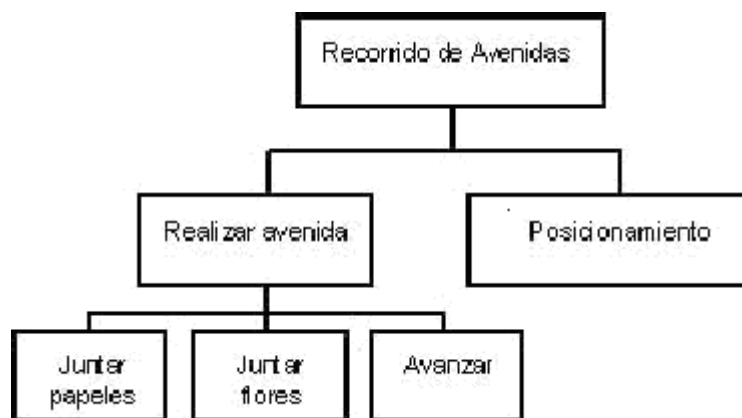 Recorrido de Avenidas
Realizar avenida
Posicionamiento
Juntar
papeles
Juntar
flores
Avanzar